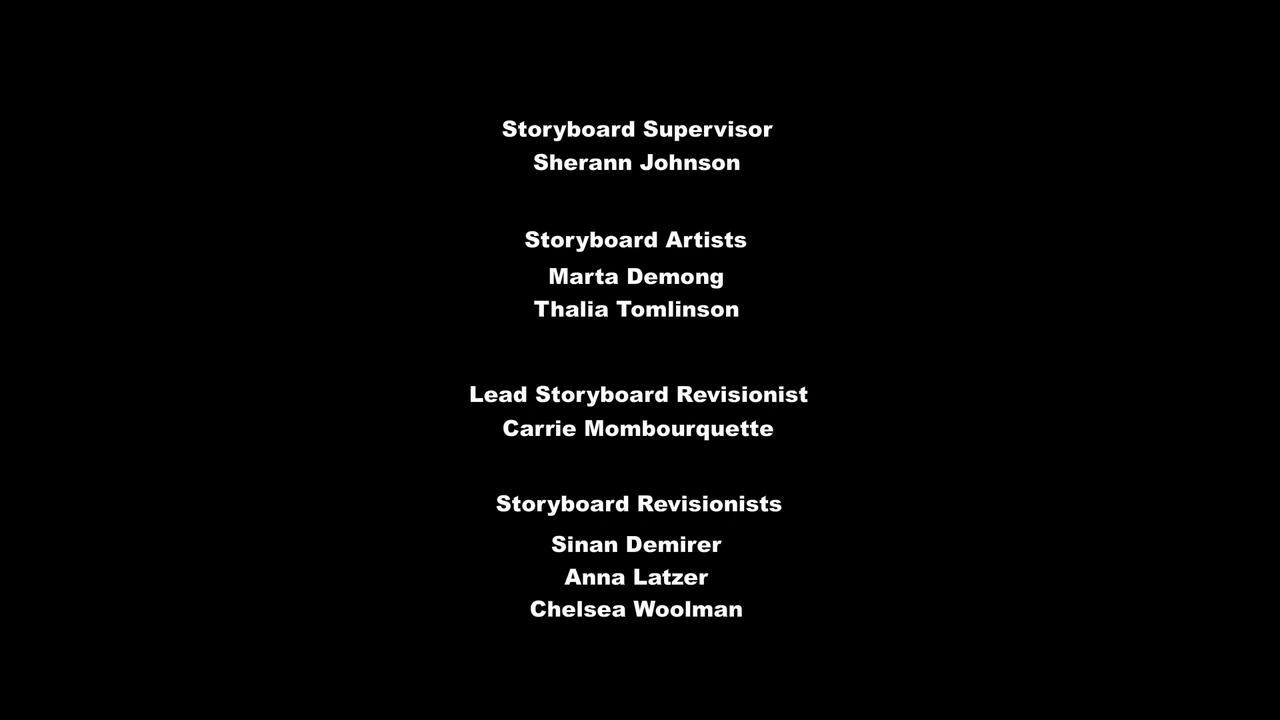 Storyboard Supervisor
Sherann Johnson
Storyboard Artists
Marta Demong
Thalia Tomlinson
Lead Storyboard Revisionist
Carrie Mombourquette
Storyboard Revisionists
Sinan Demirer
Anna Latzer
Chelsea Woolman